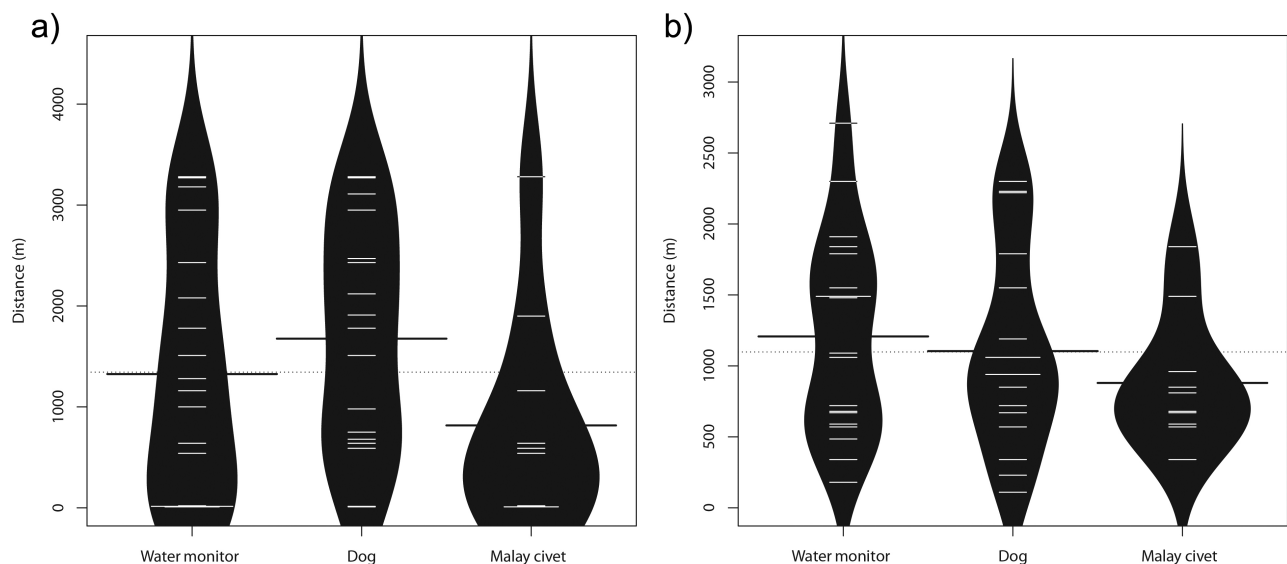 a)
Distance (m)
4000
3000
2000
1000
0
Water monitor
Dog
Malay civet
b)
Distance (m)
3000
2500
2000
1500
1000
500
0
Water monitor
Dog
Malay civet